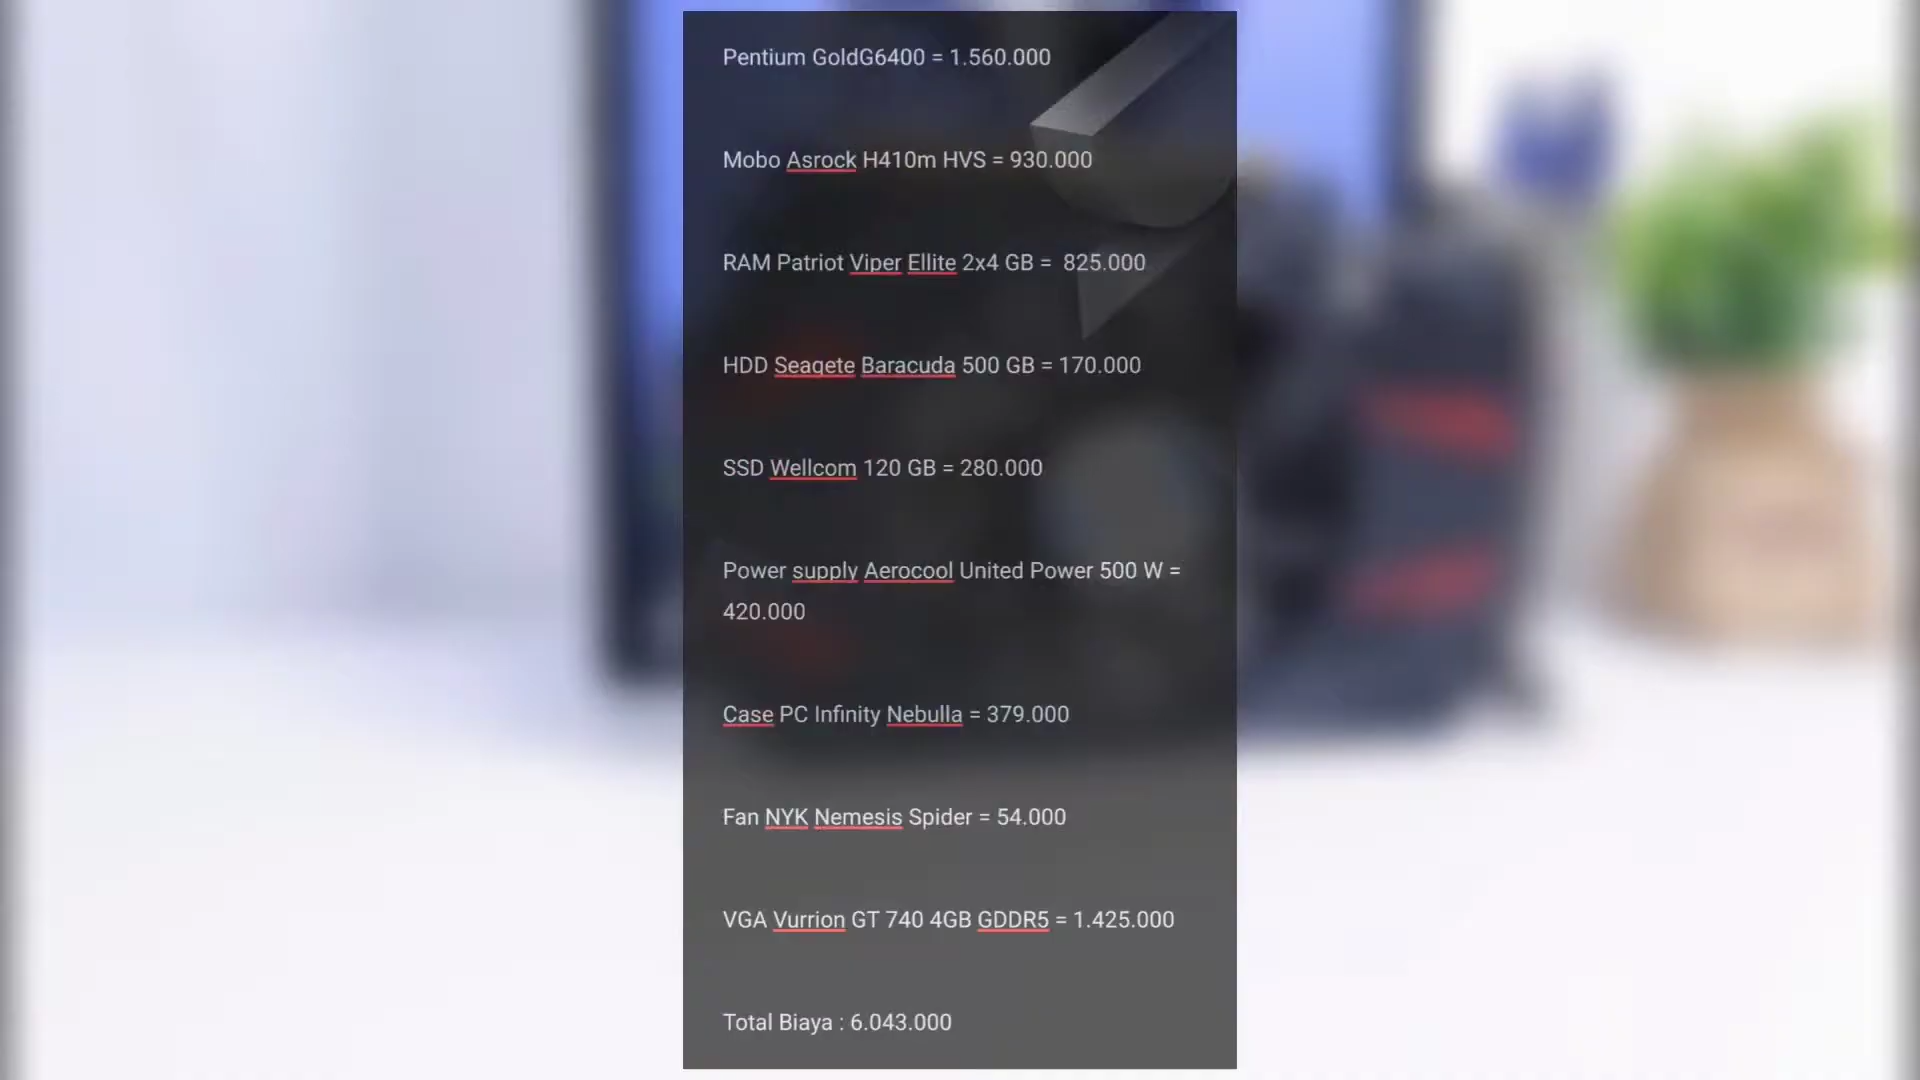 Pentium GoldG6400 = 1.560.000
Mobo Asrock H410m HVS = 930.000
RAM Patriot Viper Ellite 2x4 GB =  825.000
HDD Seagete Baracuda 500 GB = 170.000
SSD Wellcom 120 GB = 280.000
Power supply Aerocool United Power 500 W =
420.000
Case PC Infinity Nebulla = 379.000
Fan NYK Nemesis Spider = 54.000
VGA Vurrion GT 740 4GB GDDR5 = 1.425.000
Total Biaya : 6.043.000